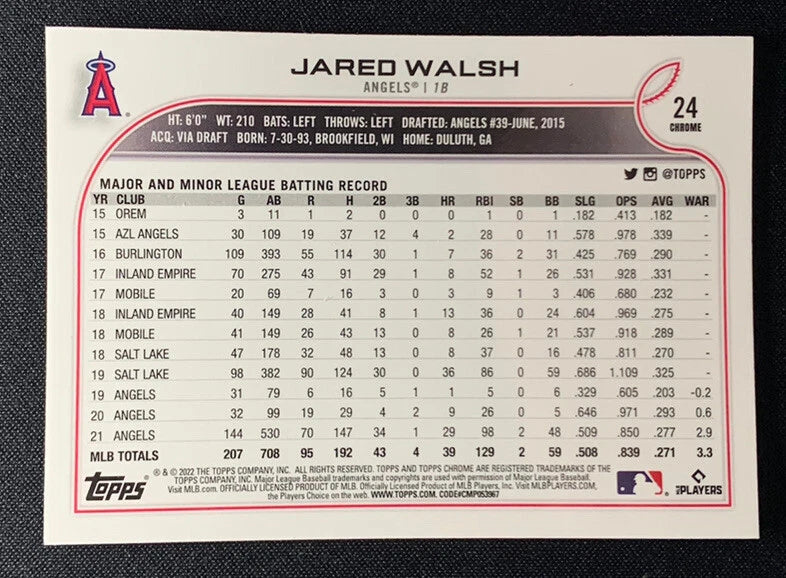 A
JARED WALSH
ANGELS® | 1B
24
CHROME
HT: 6'0" WT: 210 BATS: LEFT THROWS: LEFT DRAFTED: ANGELS #39-JUNE, 2015
ACQ: VIA DRAFT BORN: 7-30-93, BROOKFIELD, WI HOME: DULUTH, GA
@TOPPS
MAJOR AND MINOR LEAGUE BATTING RECORD
YR CLUB G AB R H 2B 3B HR RBI SB BB SLG OPS AVG WAR
15 OREM 3 11 1 2 0 0 0 1 0 1 .182 .413 .182 -
15 AZL ANGELS 30 109 19 37 12 4 2 28 0 11 .578 .978 .339 -
16 BURLINGTON 109 393 55 114 30 1 7 36 2 31 .425 .769 .290 -
17 INLAND EMPIRE 70 275 43 91 29 1 8 52 1 26 .531 .928 .331 -
17 MOBILE 20 69 7 16 3 0 3 9 1 3 .406 .680 .232 -
18 INLAND EMPIRE 40 149 28 41 8 1 13 36 0 24 .604 .969 .275 -
18 MOBILE 41 149 26 43 13 0 8 26 1 21 .537 .918 .289 -
18 SALT LAKE 47 178 32 48 13 0 8 37 0 16 .478 .811 .270 -
19 SALT LAKE 98 382 90 124 30 0 36 86 0 59 .686 1.109 .325 -
19 ANGELS 31 79 6 16 5 1 1 5 0 6 .329 .605 .203 -0.2
20 ANGELS 32 99 19 29 4 2 9 26 0 5 .646 .971 .293 0.6
21 ANGELS 144 530 70 147 34 1 29 98 2 48 .509 .850 .277 2.9
MLB TOTALS 207 708 95 192 43 4 39 129 2 59 .508 .839 .271 3.3
topps
® & © 2022 THE TOPPS COMPANY, INC. ALL RIGHTS RESERVED. TOPPS AND TOPPS CHROME ARE REGISTERED TRADEMARKS OF THE
TOPPS COMPANY, INC. Major League Baseball trademarks and copyrights are used with permission of Major League Baseball.
Visit MLB.com. OFFICIALLY LICENSED PRODUCT OF MLB. Officially Licensed Product of MLB Players, Inc. Visit MLBPLAYERS.COM,
the Players Choice on the web. WWW.TOPPS.COM. CODE#CMP053967
MLB PLAYERS